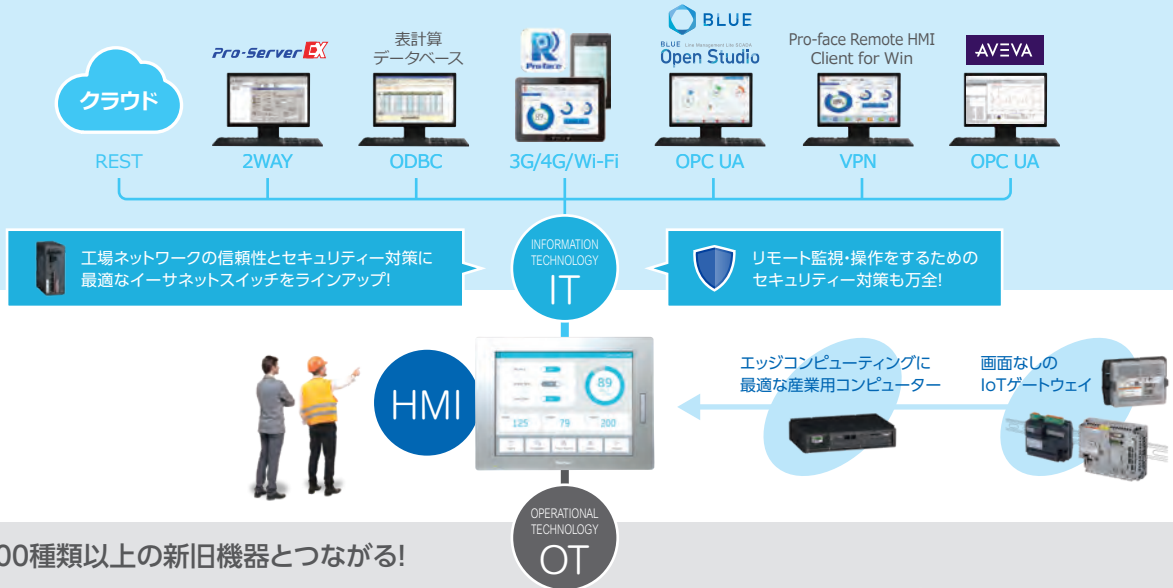 クラウド
REST
Pro-Server EX
2WAY
表計算
データベース
ODBC
Pro-face
3G/4G/Wi-Fi
BLUE
BLUE Line Management Lite SCADA
Open Studio
OPC UA
Pro-face Remote HMI
Client for Win
VPN
AVEVA
OPC UA
工場ネットワークの信頼性とセキュリティー対策に
最適なイーサネットスイッチをラインアップ!
INFORMATION
TECHNOLOGY
IT
リモート監視・操作をするための
セキュリティー対策も万全!
HMI
89
125
79
200
エッジコンピューティングに
最適な産業用コンピューター
画面なしの
IoTゲートウェイ
OPERATIONAL
TECHNOLOGY
OT
00種類以上の新旧機器とつながる!